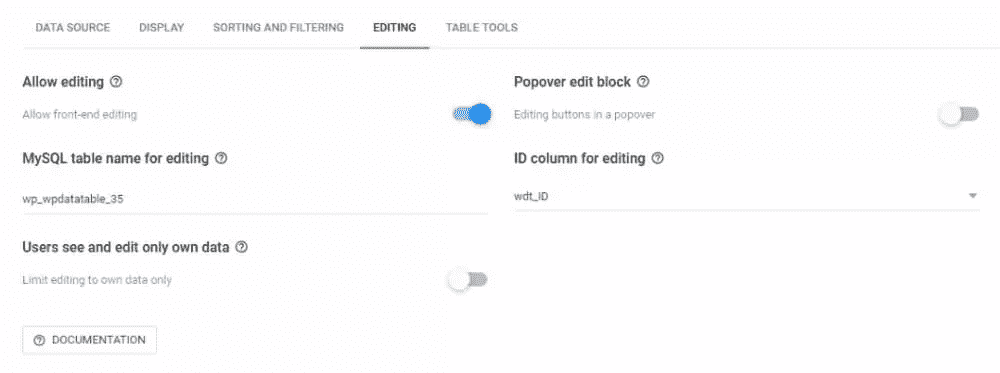 DATA SOURCE DISPLAY SORTING AND FILTERING EDITING TABLE TOOLS
Allow editing
Allow front-end editing
Popover edit block
Editing buttons in a popover
MySQL table name for editing
wp_wpdatatable_35
ID column for editing
wdt_ID
Users see and edit only own data
Limit editing to own data only
DOCUMENTATION